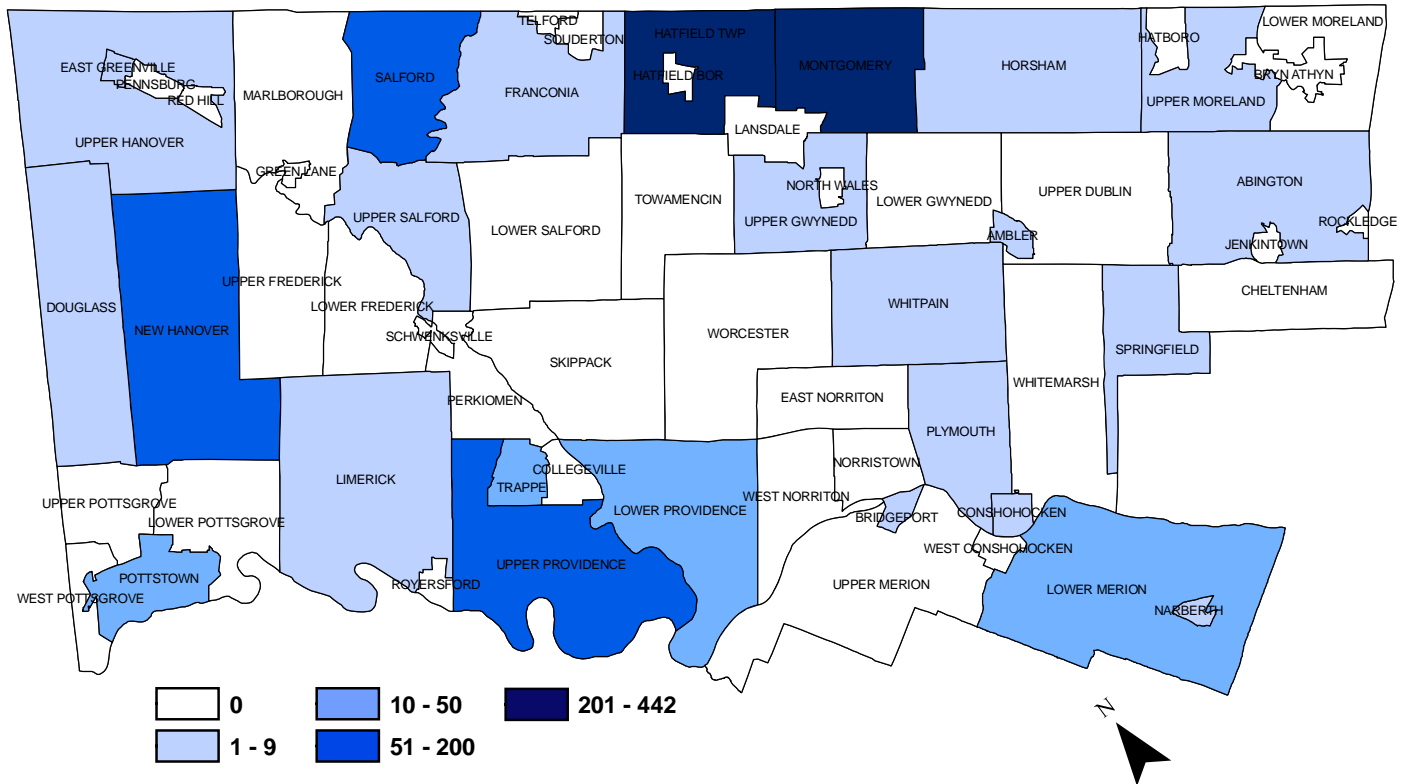 TELFORD
LOWER MORELAND
SOUDERTON
HATFIELD TWP
HATBORO
EAST GREENVILLE
SALFORD
MONTGOMERY
HORSHAM
PENNSBURG
HATFIELD BOR
BRYN ATHYN
RED HILL
MARLBOROUGH
FRANCONIA
UPPER MORELAND
LANSDALE
UPPER HANOVER
GREEN LANE
NORTH WALES
UPPER DUBLIN
ABINGTON
TOWAMENCIN
LOWER GWYNEDD
UPPER SALFORD
UPPER GWYNEDD
ROCKLEDGE
LOWER SALFORD
AMBLER
JENKINTOWN
UPPER FREDERICK
CHELTENHAM
DOUGLASS
LOWER FREDERICK
WHITPAIN
NEW HANOVER
SCHWENKSVILLE
WORCESTER
SPRINGFIELD
SKIPPACK
WHITEMARSH
PERKIOMEN
EAST NORRITON
PLYMOUTH
COLLEGEVILLE
NORRISTOWN
LIMERICK
TRAPPE
WEST NORRITON
UPPER POTTSGROVE
LOWER PROVIDENCE
CONSHOHOCKEN
BRIDGEPORT
LOWER POTTSGROVE
WEST CONSHOHOCKEN
UPPER PROVIDENCE
POTTSTOWN
ROYERSFORD
UPPER MERION
LOWER MERION
WEST POTTSGROVE
NARBERTH
0
10 - 50
201 - 442
1 - 9
51 - 200
N